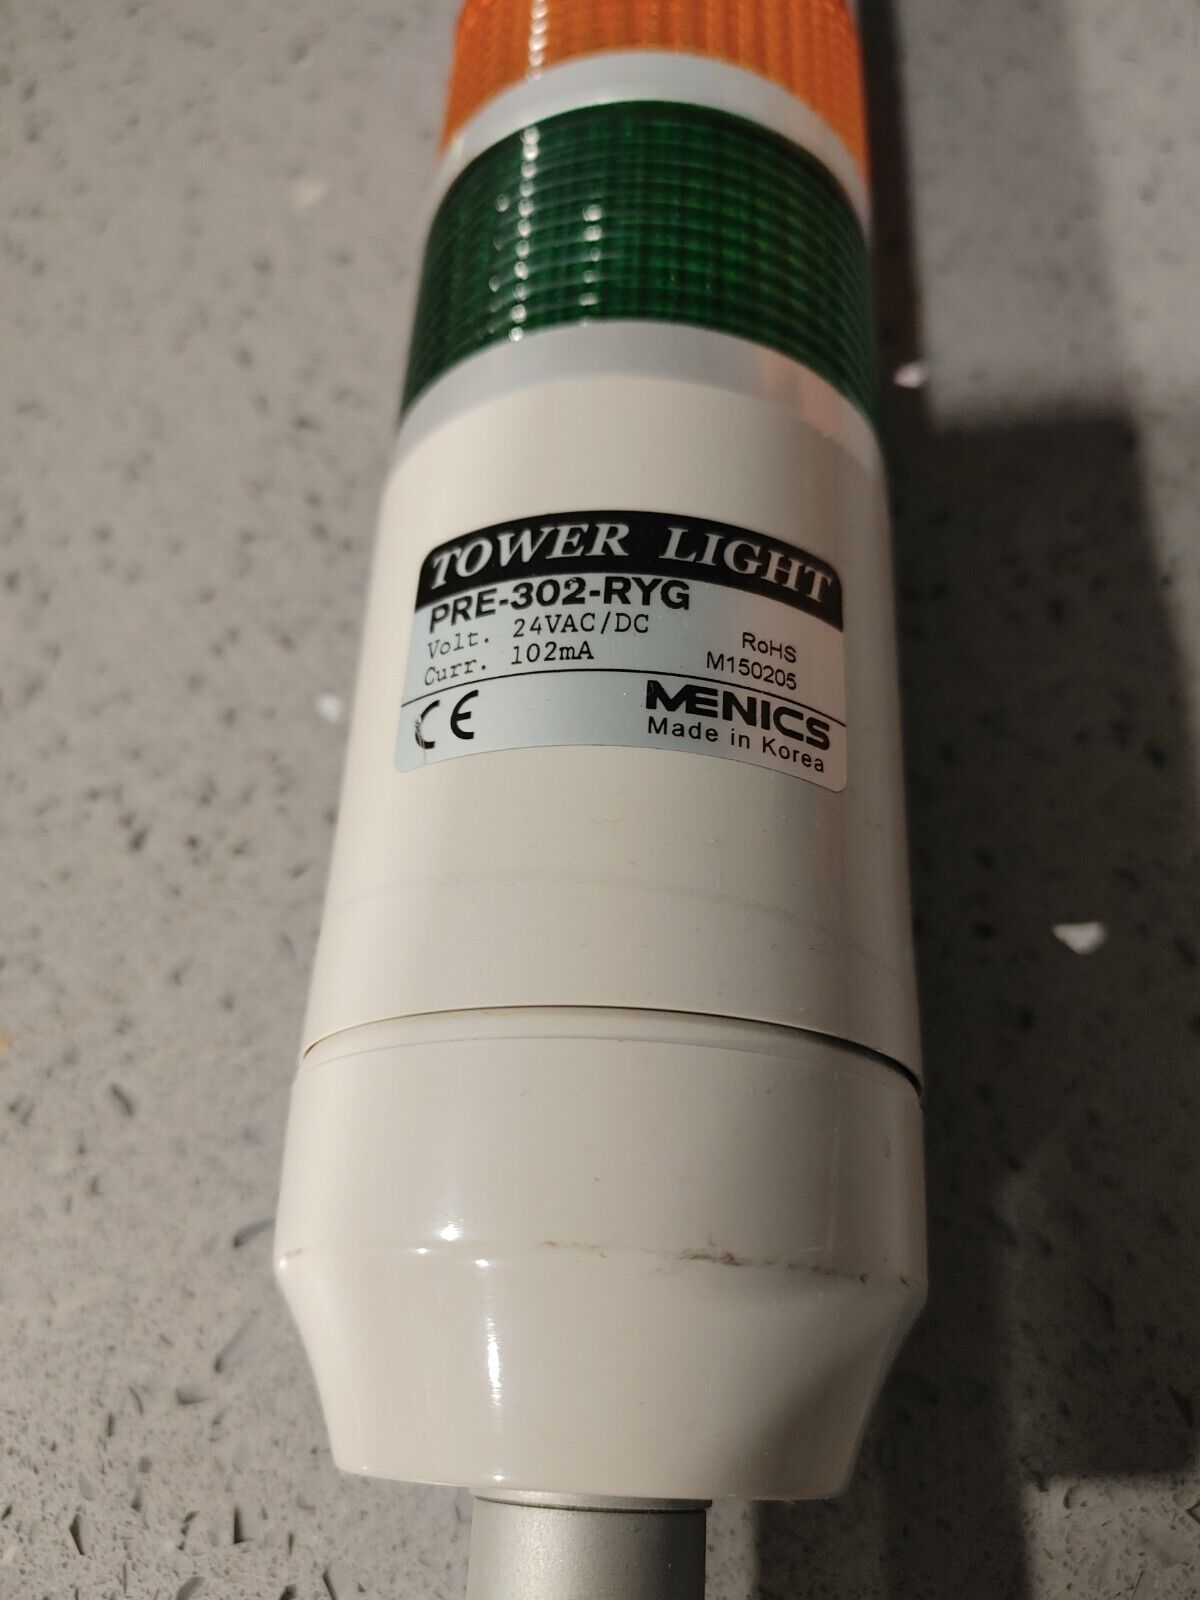 TOWER LIGHT
PRE-302-RYG
Volt. 24VAC/DC
Curr. 102mA
RoHS
M150205
CE
MENICS
Made in Korea